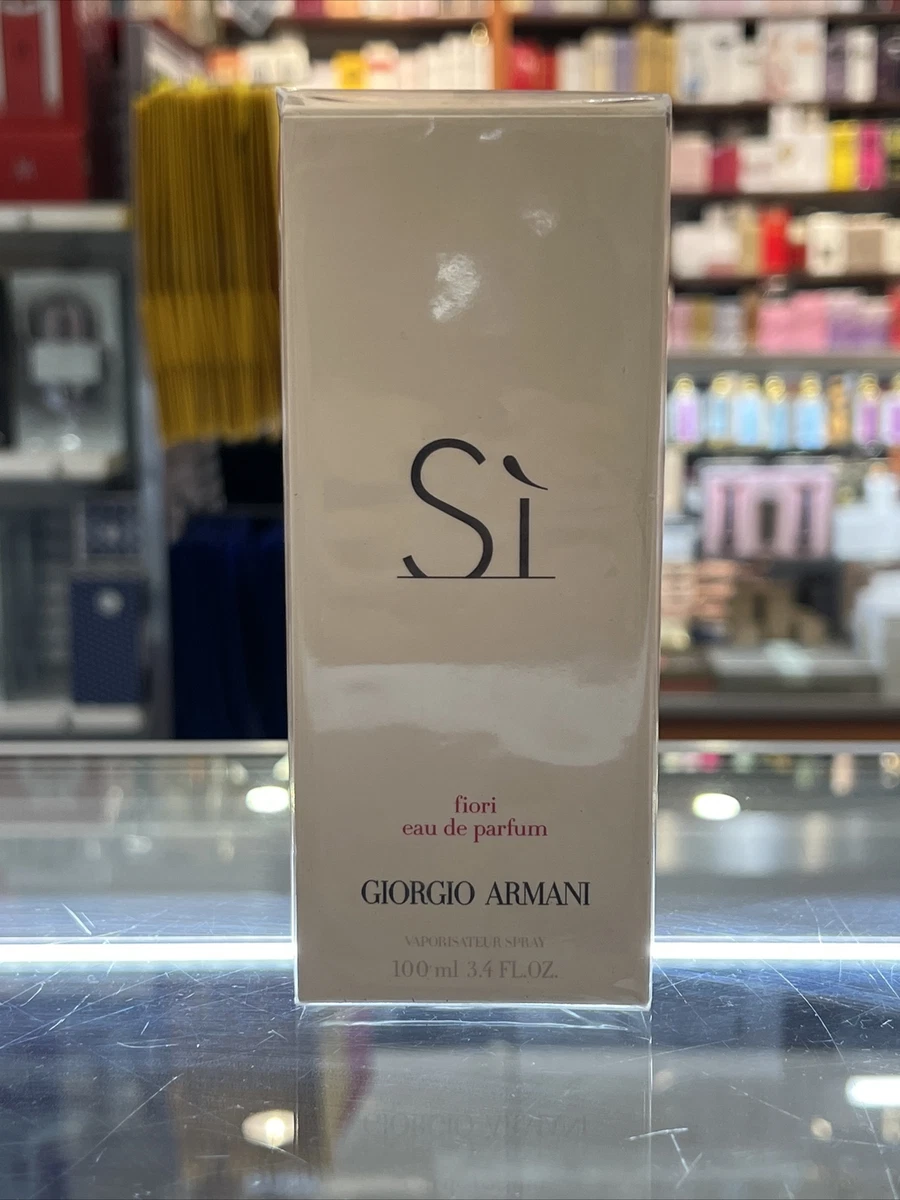 Sì
fiori
eau de parfum
GIORGIO ARMANI
VAPORISATEUR SPRAY
100 ml 3.4 FL.OZ.